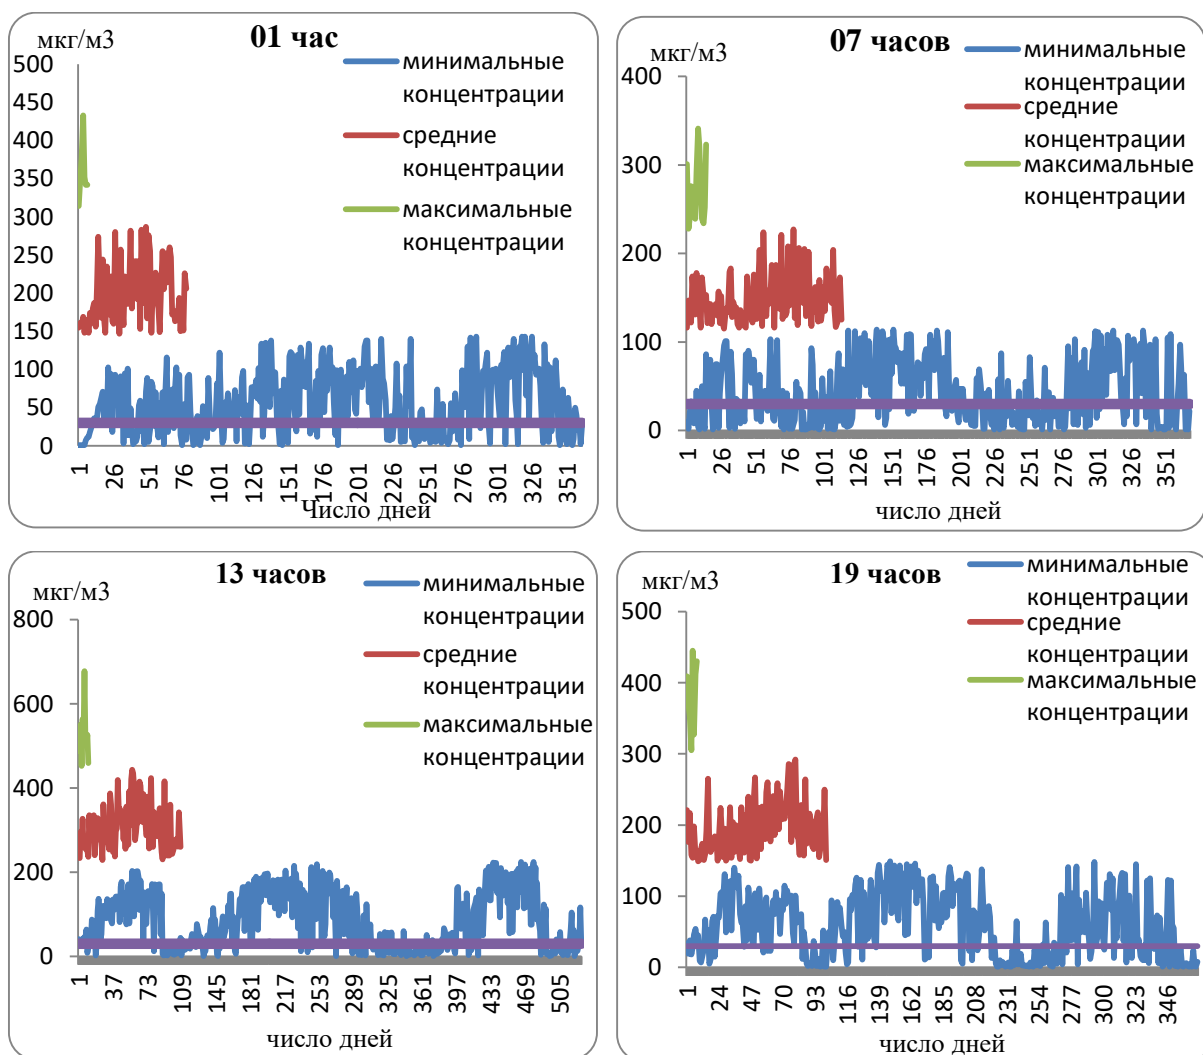 мкг/м3
01 час
500
450
400
350
300
250
200
150
100
50
0
минимальные
концентрации
средние
концентрации
максимальные
концентрации
1
26
51
76
101
126
151
176
201
226
251
276
301
326
351
Число дней
мкг/м3
07 часов
400
300
200
100
0
минимальные
концентрации
средние
концентрации
максимальные
концентрации
1
26
51
76
101
126
151
176
201
226
251
276
301
326
351
число дней
мкг/м3
13 часов
800
600
400
200
0
минимальные
концентрации
средние
концентрации
максимальные
концентрации
1
37
73
109
145
181
217
253
289
325
361
397
433
469
505
число дней
мкг/м3
19 часов
500
400
300
200
100
0
минимальные
концентрации
средние
концентрации
максимальные
концентрации
1
24
47
70
93
116
139
162
185
208
231
254
277
300
323
346
число дней